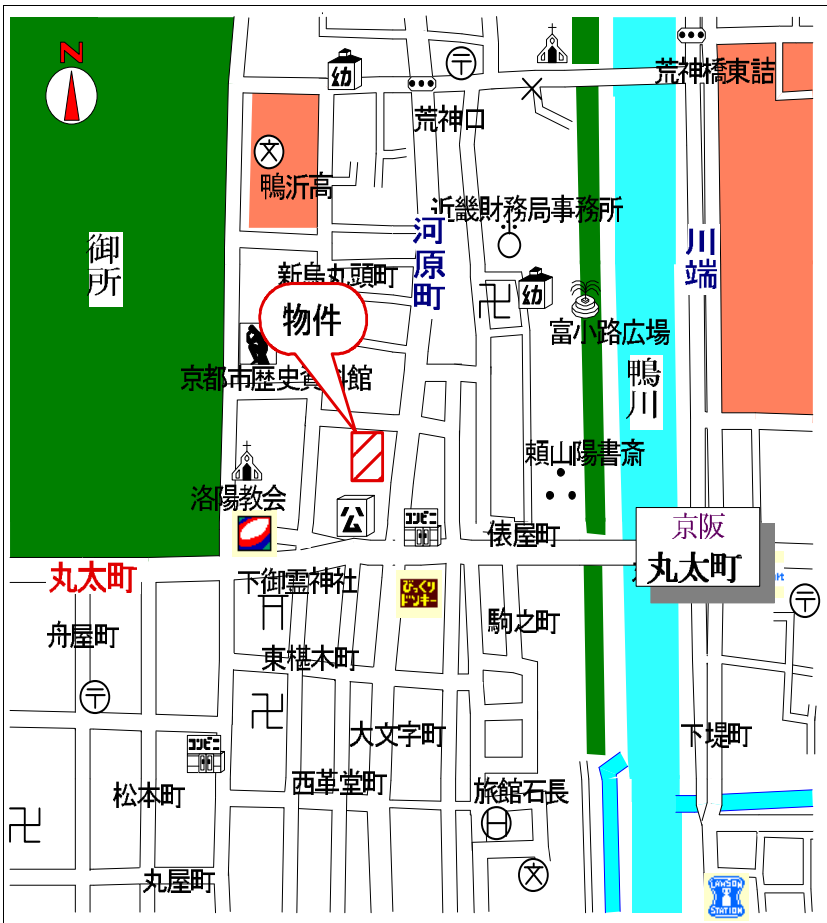 N
幼
〒
荒神橋東詰
荒神口
文
鴨沂高
近畿財務局事務所
河原町
川端
御所
新烏丸頭町
幼
卍
物件
富小路広場
京都市歴史資料館
鴨川
頼山陽書斎
洛陽教会
公
コンビニ
俵屋町
京阪
丸太町
丸太町
下御霊神社
びっくり
ドンキー
〒
舟屋町
駒之町
東椹木町
〒
卍
大文字町
下堤町
コンビニ
西革堂町
松本町
旅館石長
卍
文
丸屋町
LAWSON
STATION